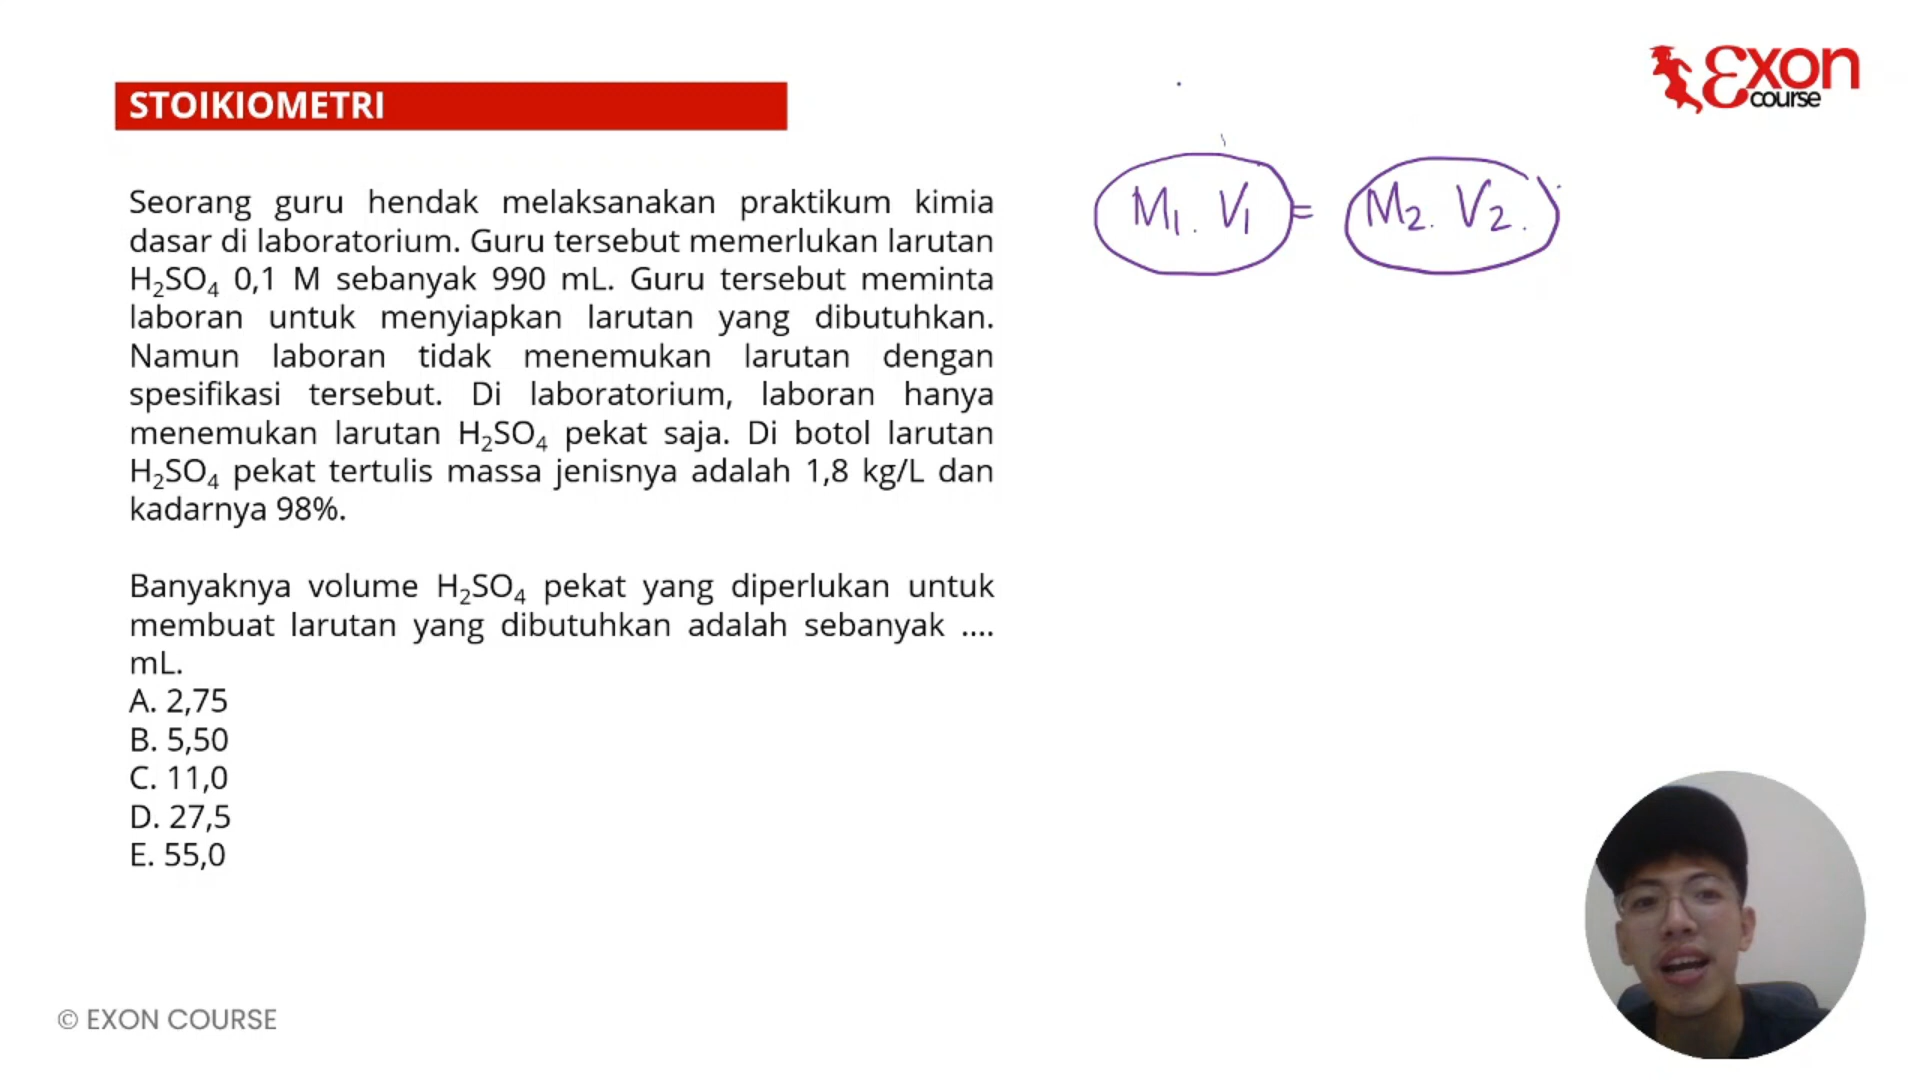 STOIKIOMETRI
Exon
course
M₁. V₁ = M₂. V₂.
Seorang guru hendak melaksanakan praktikum kimia
dasar di laboratorium. Guru tersebut memerlukan larutan
H₂SO₄ 0,1 M sebanyak 990 mL. Guru tersebut meminta
laboran untuk menyiapkan larutan yang dibutuhkan.
Namun laboran tidak menemukan larutan dengan
spesifikasi tersebut. Di laboratorium, laboran hanya
menemukan larutan H₂SO₄ pekat saja. Di botol larutan
H₂SO₄ pekat tertulis massa jenisnya adalah 1,8 kg/L dan
kadarnya 98%.
Banyaknya volume H₂SO₄ pekat yang diperlukan untuk
membuat larutan yang dibutuhkan adalah sebanyak ....
mL.
A. 2,75
B. 5,50
C. 11,0
D. 27,5
E. 55,0
© EXON COURSE